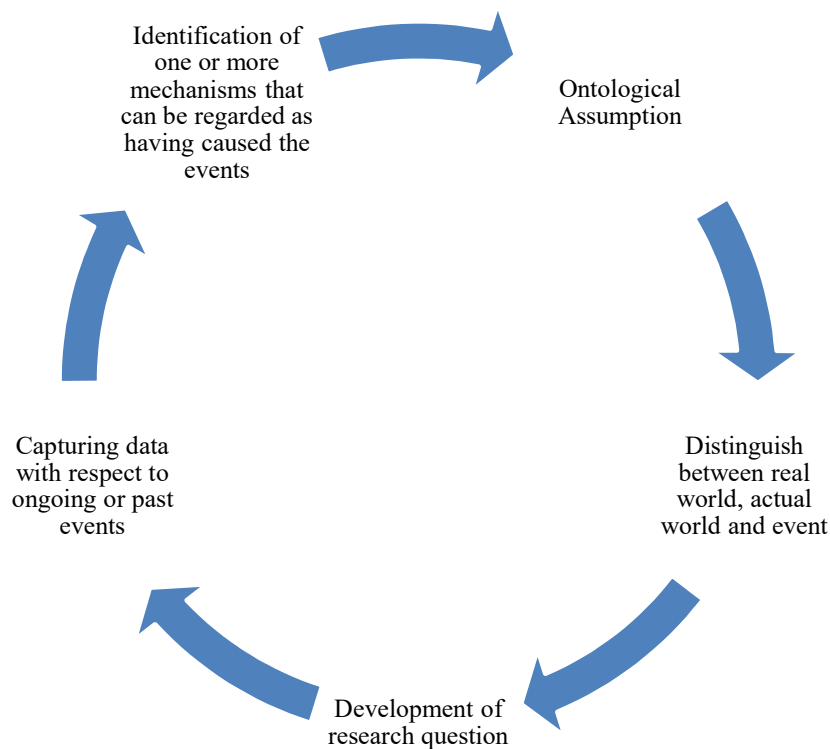 Identification of
one or more
mechanisms that
can be regarded as
having caused the
events
Ontological
Assumption
Distinguish
between real
world, actual
world and event
Development of
research question
Capturing data
with respect to
ongoing or past
events